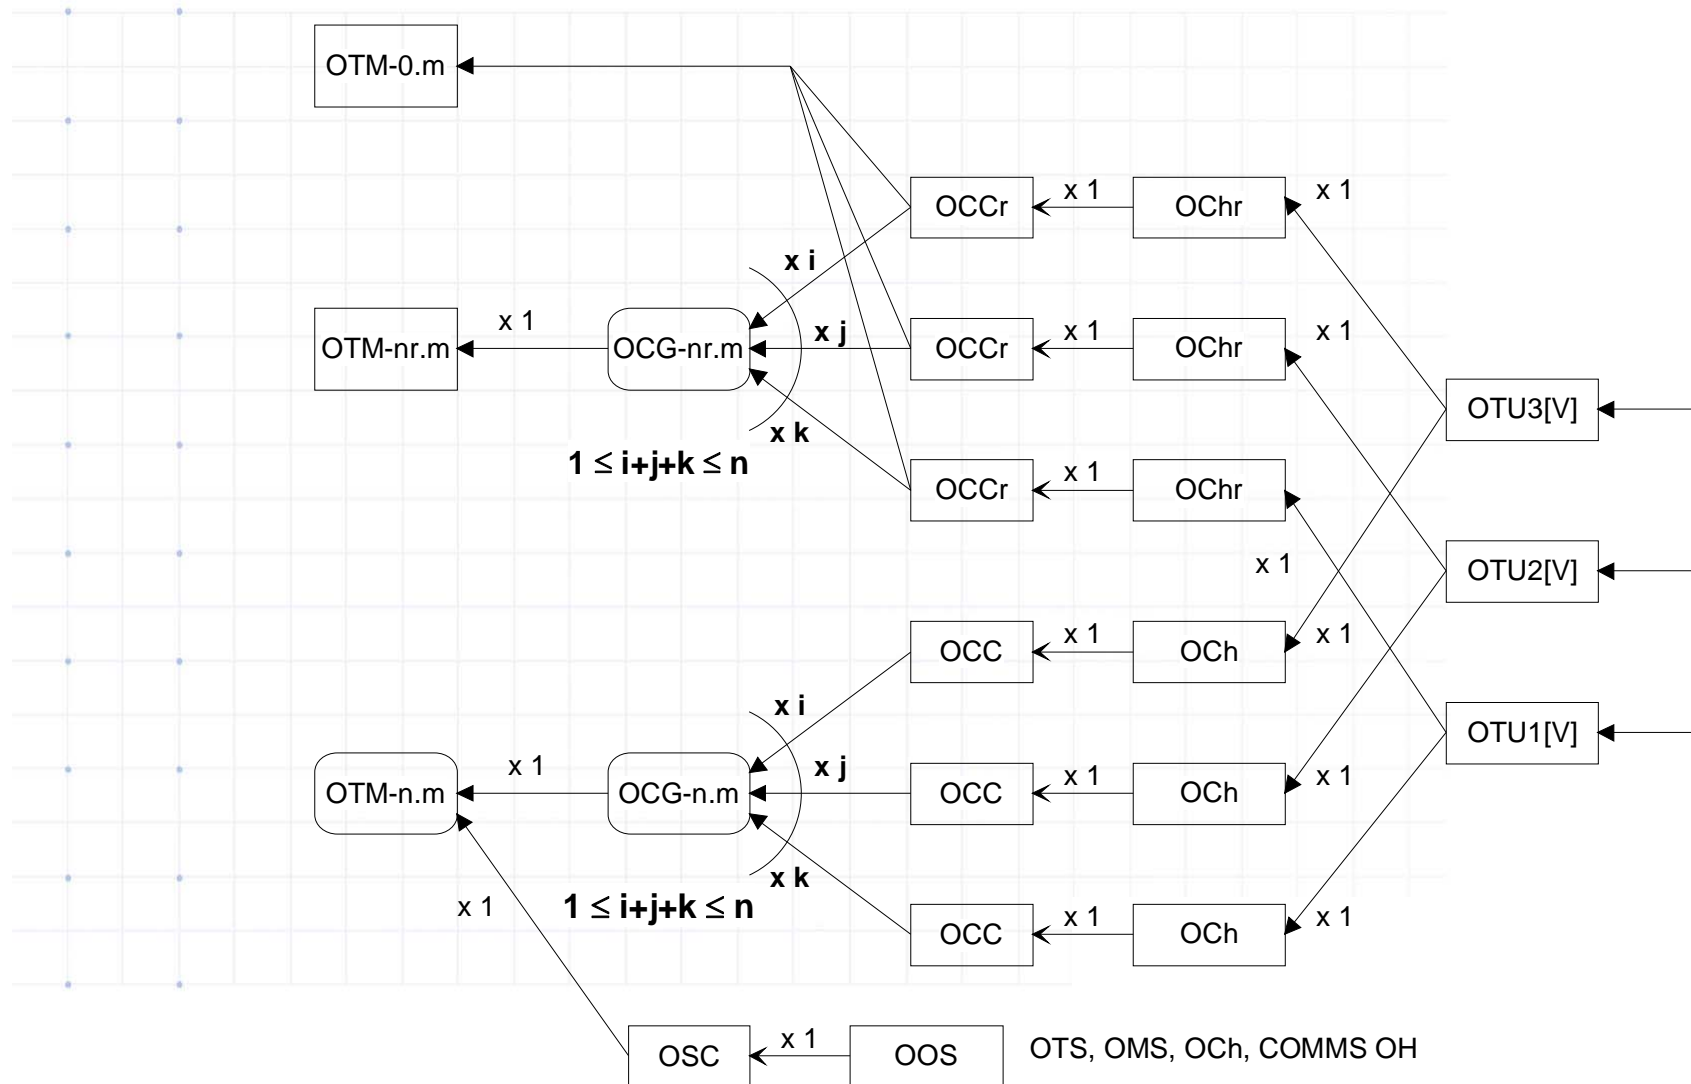 OTM-0.m
OCCr
x 1
OChr
x 1
x i
OTM-nr.m
x 1
OCG-nr.m
x j
OCCr
x 1
OChr
x 1
OTU3[V]
x k
1 ≤ i+j+k ≤ n
OCCr
x 1
OChr
x 1
OTU2[V]
OCC
x 1
OCh
x 1
x i
OTU1[V]
OTM-n.m
x 1
OCG-n.m
x j
OCC
x 1
OCh
x 1
x k
x 1
1 ≤ i+j+k ≤ n
OCC
x 1
OCh
x 1
OSC
x 1
OOS
OTS, OMS, OCh, COMMS OH